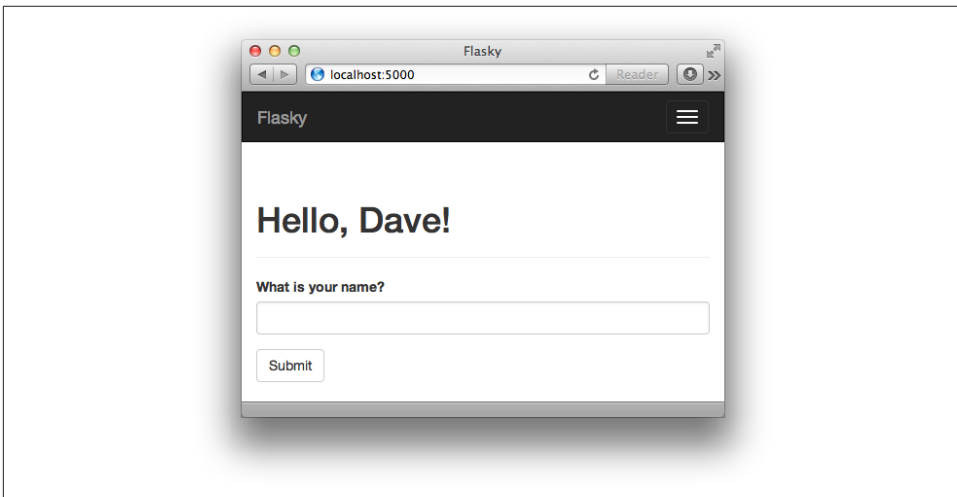 Flasky
localhost:5000
Reader
Flasky
Hello, Dave!
What is your name?
Submit